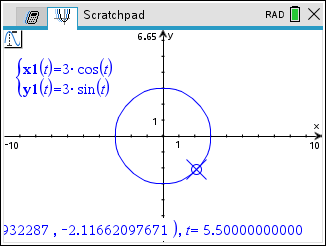 Scratchpad RAD
6.65 y
x1(t)=3·cos(t)
y1(t)=3·sin(t)
1
x
-10 1 10
932287 , -2.11662097671 ), t= 5.50000000000